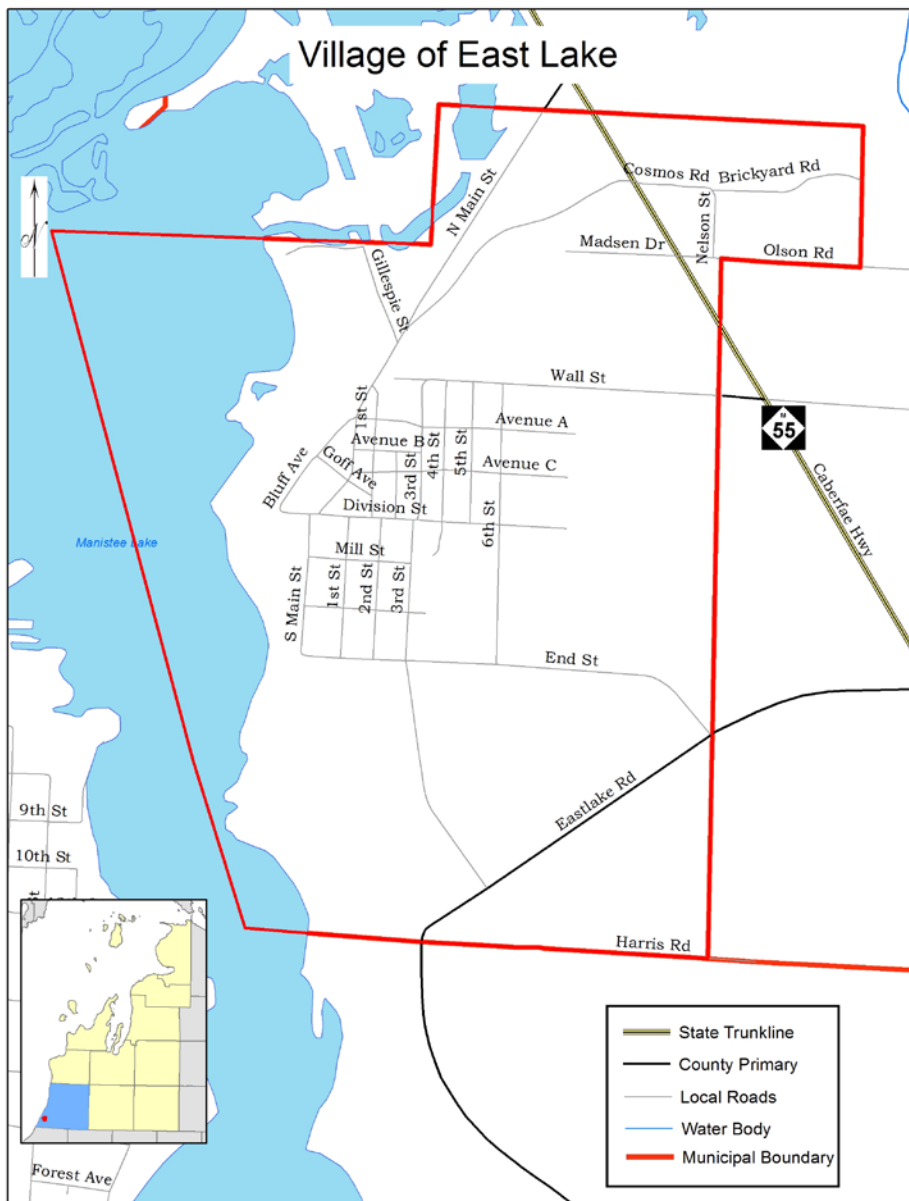 Village of East Lake
N
Cosmos Rd
Brickyard Rd
N Main St
Nelson St
Madsen Dr
Olson Rd
Gillespie St
Wall St
1st St
Avenue A
M
55
Avenue B
4th St
5th St
Bluff Ave
Goff Ave
3rd St
Avenue C
Caberfae Hwy
Division St
6th St
Manistee Lake
Mill St
S Main St
1st St
2nd St
3rd St
End St
Eastlake Rd
9th St
10th St
St
Harris Rd
State Trunkline
County Primary
Local Roads
Water Body
Municipal Boundary
Forest Ave